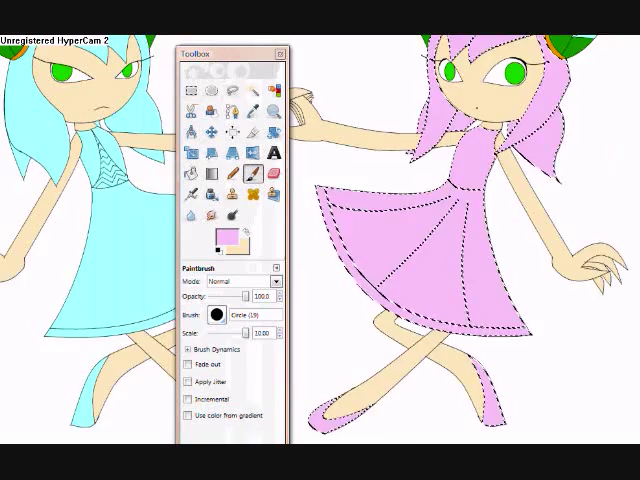 Unregistered HyperCam 2
Toolbox
A
Paintbrush
Mode: Normal
Opacity: 100.0
Brush: Circle (19)
Scale: 10.00
Brush Dynamics
Fade out
Apply Jitter
Incremental
Use color from gradient